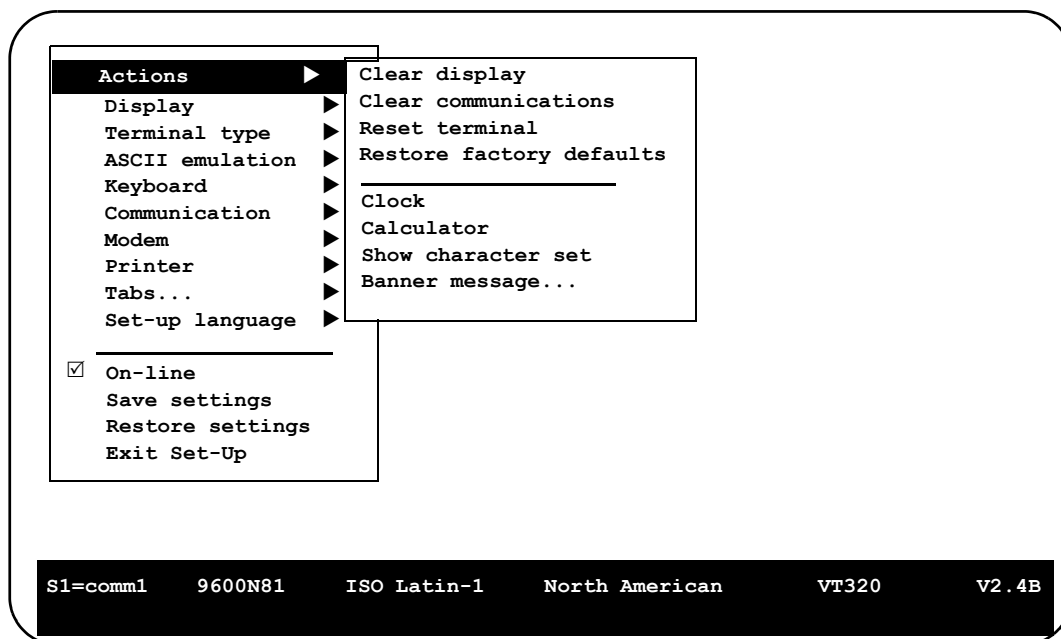 Actions
Display
Terminal type
ASCII emulation
Keyboard
Communication
Modem
Printer
Tabs...
Set-up language
On-line
Save settings
Restore settings
Exit Set-Up
Clear display
Clear communications
Reset terminal
Restore factory defaults
Clock
Calculator
Show character set
Banner message...
S1=comm1 9600N81 ISO Latin-1 North American VT320 V2.4B